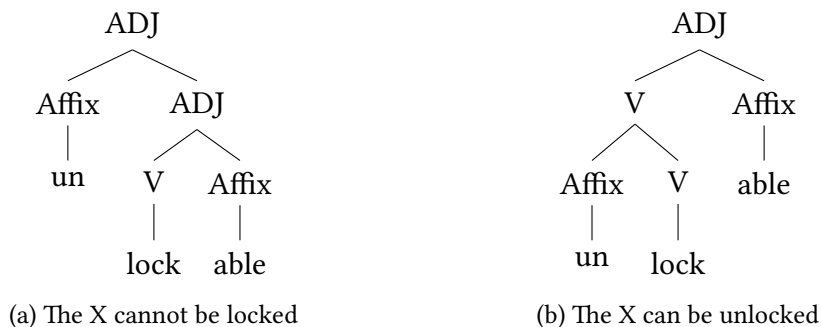 ADJ ADJ
Affix ADJ V Affix
un V Affix Affix V able
lock able un lock
(a) The X cannot be locked (b) The X can be unlocked